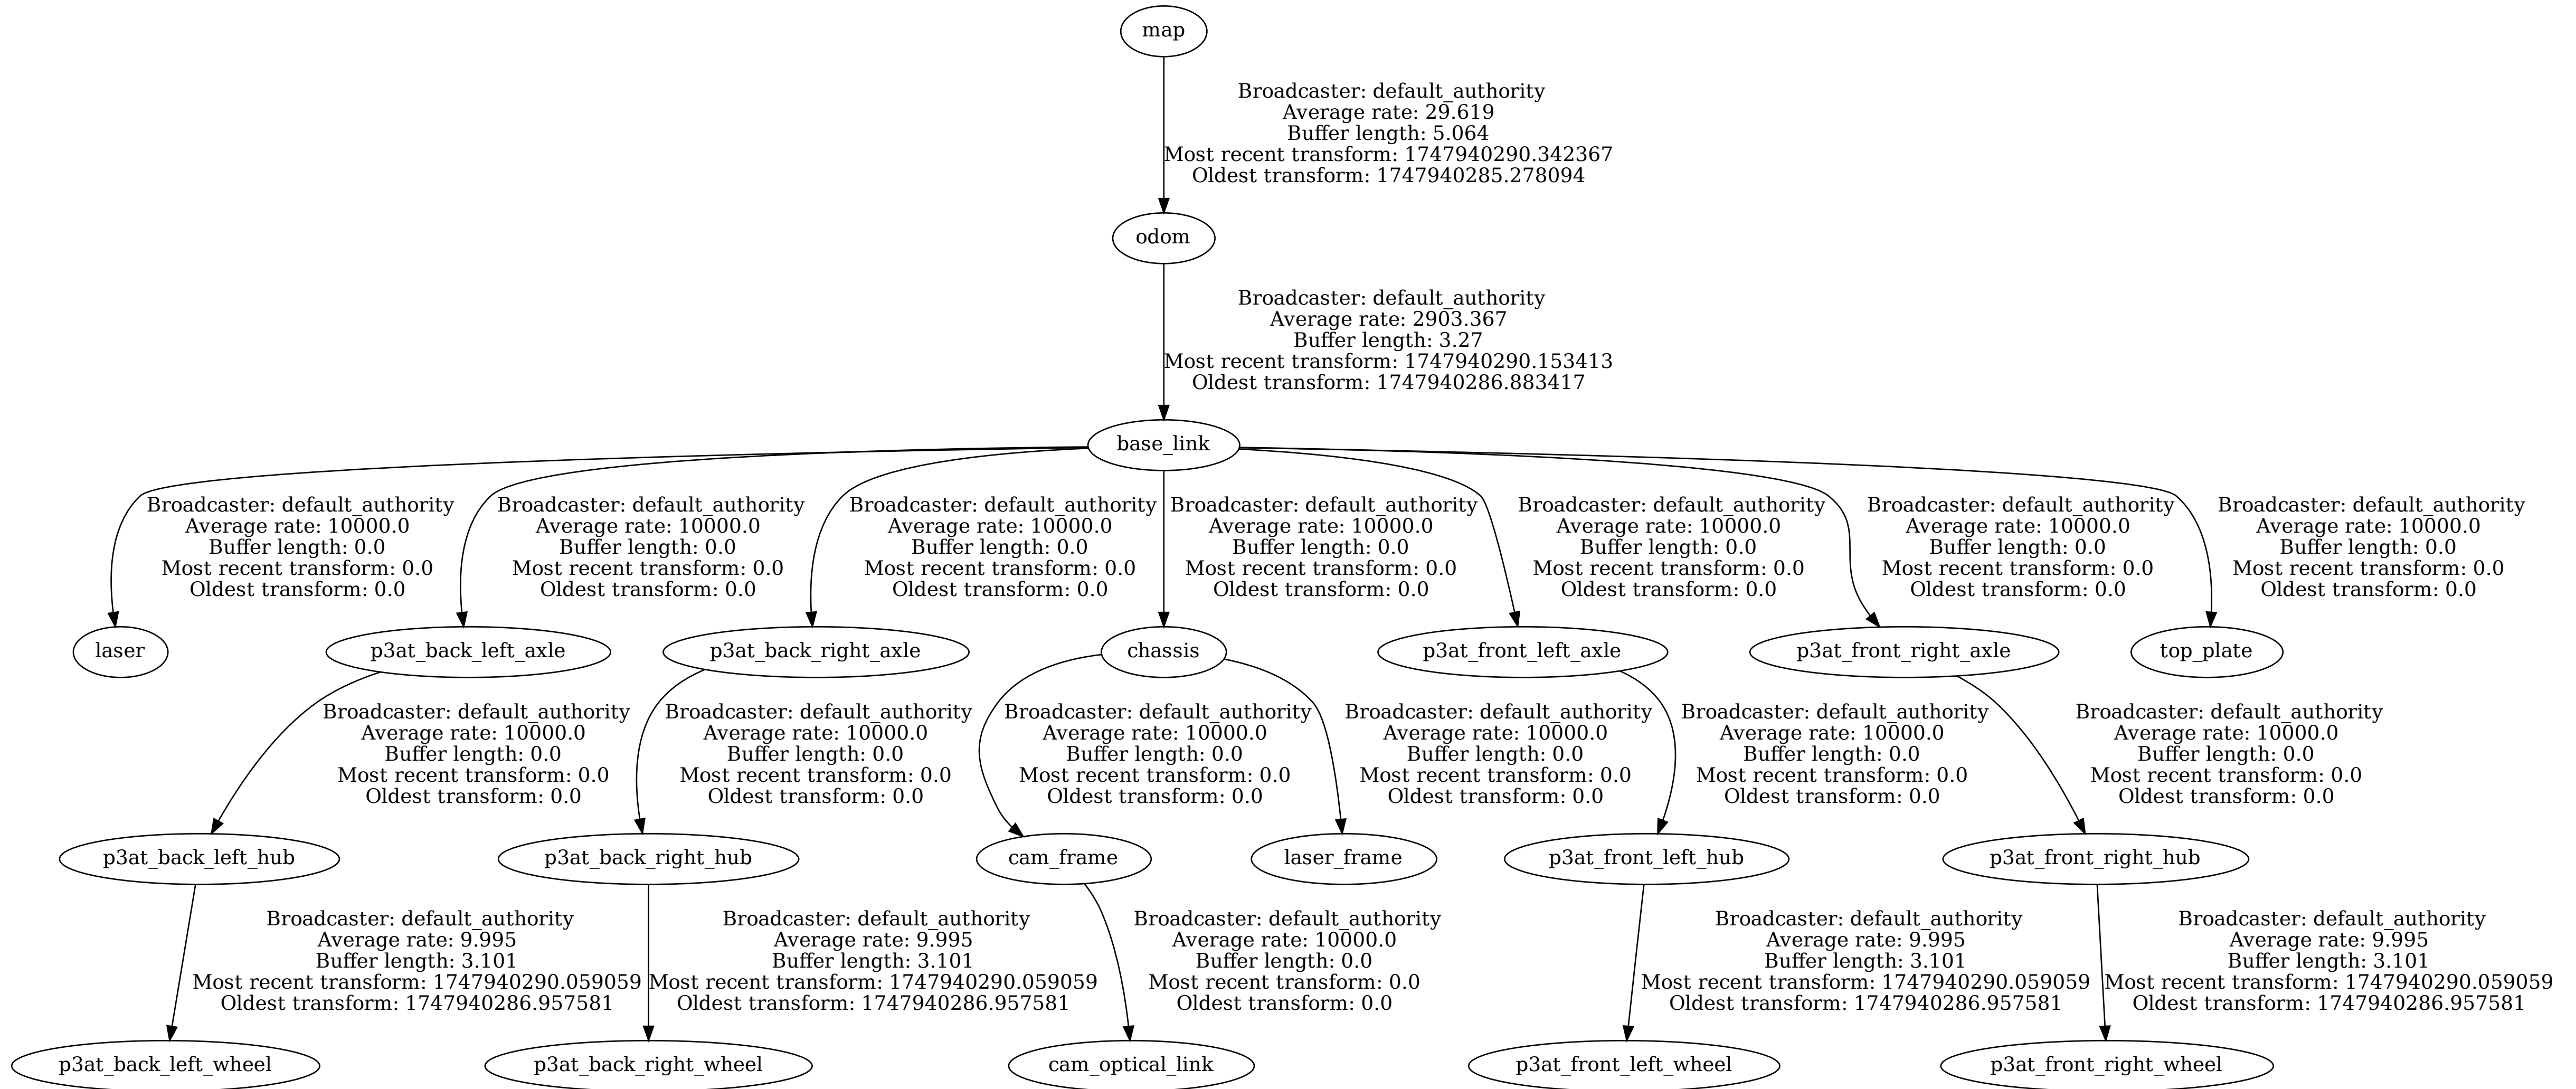 map
Broadcaster: default_authority
Average rate: 29.619
Buffer length: 5.064
Most recent transform: 1747940290.342367
Oldest transform: 1747940285.278094
odom
Broadcaster: default_authority
Average rate: 2903.367
Buffer length: 3.27
Most recent transform: 1747940290.153413
Oldest transform: 1747940286.883417
base_link
Broadcaster: default_authority
Average rate: 10000.0
Buffer length: 0.0
Most recent transform: 0.0
Oldest transform: 0.0
Broadcaster: default_authority
Average rate: 10000.0
Buffer length: 0.0
Most recent transform: 0.0
Oldest transform: 0.0
Broadcaster: default_authority
Average rate: 10000.0
Buffer length: 0.0
Most recent transform: 0.0
Oldest transform: 0.0
Broadcaster: default_authority
Average rate: 10000.0
Buffer length: 0.0
Most recent transform: 0.0
Oldest transform: 0.0
Broadcaster: default_authority
Average rate: 10000.0
Buffer length: 0.0
Most recent transform: 0.0
Oldest transform: 0.0
Broadcaster: default_authority
Average rate: 10000.0
Buffer length: 0.0
Most recent transform: 0.0
Oldest transform: 0.0
Broadcaster: default_authority
Average rate: 10000.0
Buffer length: 0.0
Most recent transform: 0.0
Oldest transform: 0.0
laser
p3at_back_left_axle
p3at_back_right_axle
chassis
p3at_front_left_axle
p3at_front_right_axle
top_plate
Broadcaster: default_authority
Average rate: 10000.0
Buffer length: 0.0
Most recent transform: 0.0
Oldest transform: 0.0
Broadcaster: default_authority
Average rate: 10000.0
Buffer length: 0.0
Most recent transform: 0.0
Oldest transform: 0.0
Broadcaster: default_authority
Average rate: 10000.0
Buffer length: 0.0
Most recent transform: 0.0
Oldest transform: 0.0
Broadcaster: default_authority
Average rate: 10000.0
Buffer length: 0.0
Most recent transform: 0.0
Oldest transform: 0.0
Broadcaster: default_authority
Average rate: 10000.0
Buffer length: 0.0
Most recent transform: 0.0
Oldest transform: 0.0
Broadcaster: default_authority
Average rate: 10000.0
Buffer length: 0.0
Most recent transform: 0.0
Oldest transform: 0.0
p3at_back_left_hub
p3at_back_right_hub
cam_frame
laser_frame
p3at_front_left_hub
p3at_front_right_hub
Broadcaster: default_authority
Average rate: 9.995
Buffer length: 3.101
Most recent transform: 1747940290.059059
Oldest transform: 1747940286.957581
Broadcaster: default_authority
Average rate: 9.995
Buffer length: 3.101
Most recent transform: 1747940290.059059
Oldest transform: 1747940286.957581
Broadcaster: default_authority
Average rate: 10000.0
Buffer length: 0.0
Most recent transform: 0.0
Oldest transform: 0.0
Broadcaster: default_authority
Average rate: 9.995
Buffer length: 3.101
Most recent transform: 1747940290.059059
Oldest transform: 1747940286.957581
Broadcaster: default_authority
Average rate: 9.995
Buffer length: 3.101
Most recent transform: 1747940290.059059
Oldest transform: 1747940286.957581
p3at_back_left_wheel
p3at_back_right_wheel
cam_optical_link
p3at_front_left_wheel
p3at_front_right_wheel